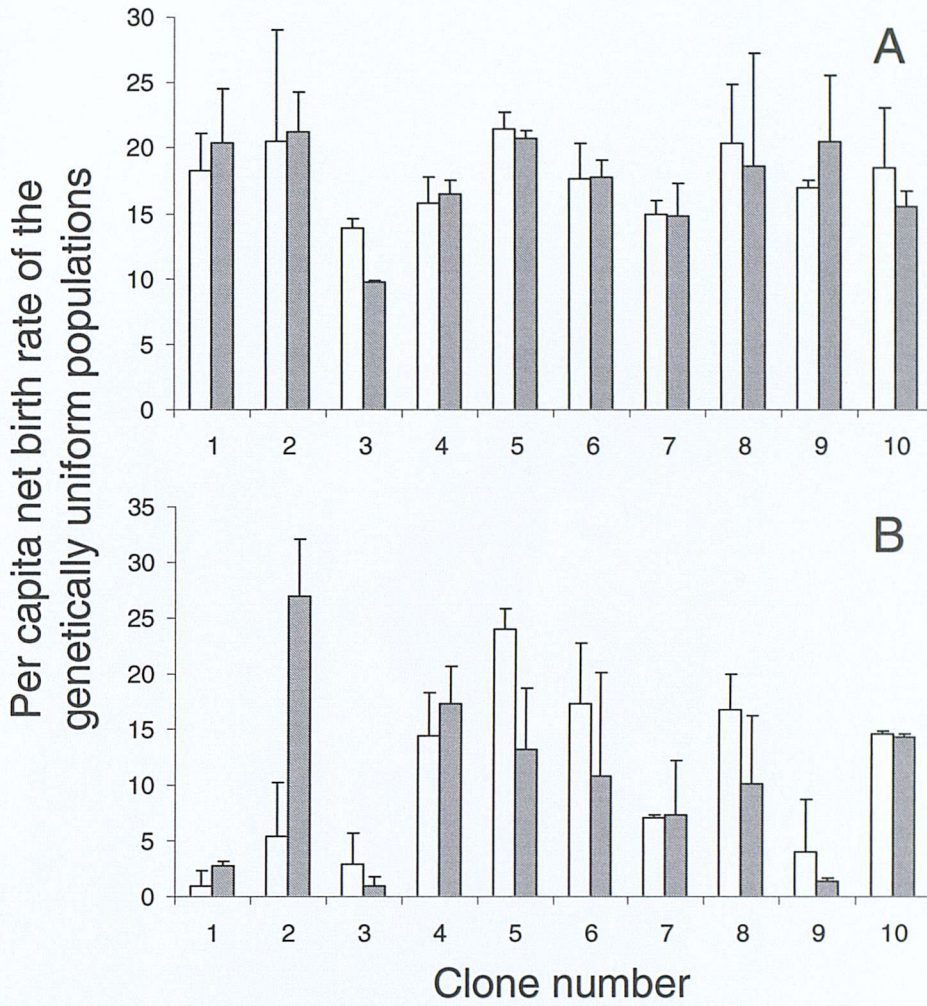 Per capita net birth rate of the
genetically uniform populations
A
30
25
20
15
10
5
0
1 2 3 4 5 6 7 8 9 10
B
35
30
25
20
15
10
5
0
1 2 3 4 5 6 7 8 9 10
Clone number